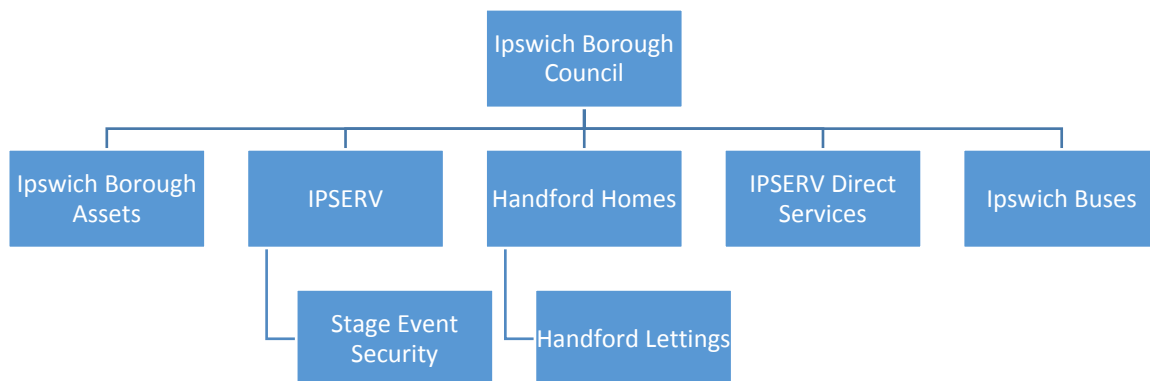 Ipswich Borough
Council
Ipswich Borough
Assets
IPSERV
Handford Homes
IPSERV Direct
Services
Ipswich Buses
Stage Event
Security
Handford Lettings